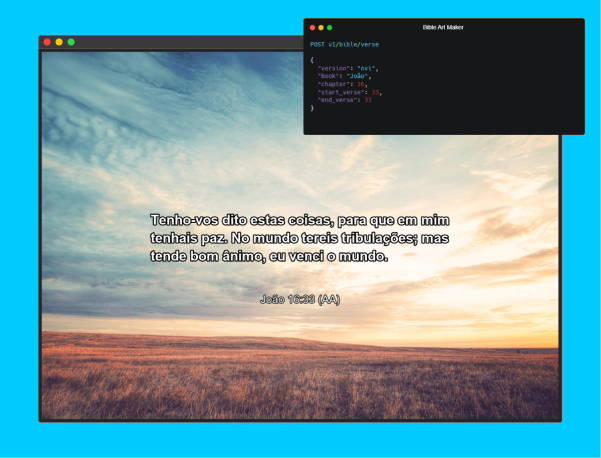 Bible Art Maker
POST v1/bible/verse
{
"version": "nvi",
"book": "João",
"chapter": 16,
"start_verse": 33,
"end_verse": 33
}
Tenho-vos dito estas coisas, para que em mim
tenhais paz. No mundo tereis tribulações; mas
tende bom ânimo, eu venci o mundo.
João 16:33 (AA)